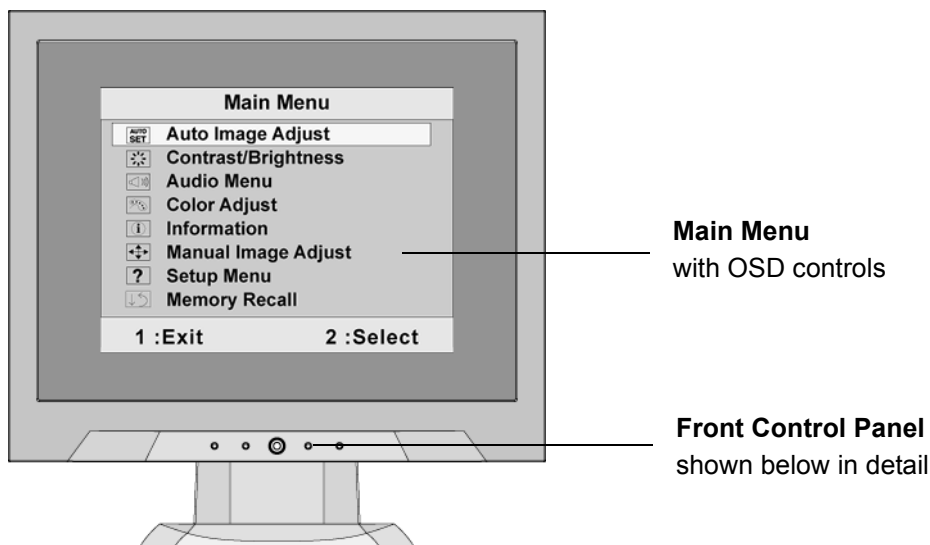 Main Menu
AUTO SET Auto Image Adjust
Contrast/Brightness
Audio Menu
Color Adjust
i Information
Manual Image Adjust
? Setup Menu
Memory Recall
1 :Exit 2 :Select
Main Menu
with OSD controls
Front Control Panel
shown below in detail